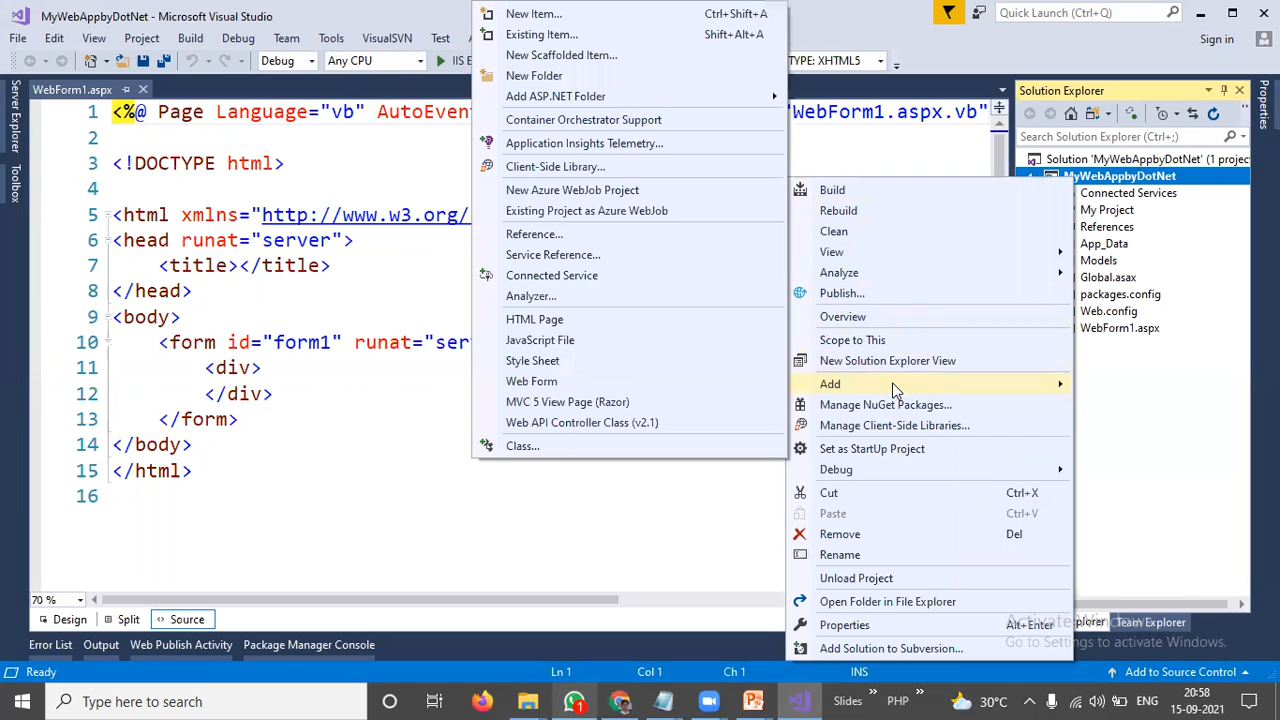 MyWebAppbyDotNet - Microsoft Visual Studio
Quick Launch (Ctrl+Q)
File Edit View Project Build Debug Team Tools VisualSVN Test
Sign in
Debug Any CPU IIS E
TYPE: XHTML5
Server Explorer
Toolbox
WebForm1.aspx
1 <%@ Page Language="vb" AutoEven
WebForm1.aspx.vb"
2
3 <!DOCTYPE html>
4
5 <html xmlns="http://www.w3.org/
6 <head runat="server">
7 <title></title>
8 </head>
9 <body>
10 <form id="form1" runat="ser
11 <div>
12 </div>
13 </form>
14 </body>
15 </html>
16
70 %
Design Split Source
New Item... Ctrl+Shift+A
Existing Item... Shift+Alt+A
New Scaffolded Item...
New Folder
Add ASP.NET Folder
Container Orchestrator Support
Application Insights Telemetry...
Client-Side Library...
New Azure WebJob Project
Existing Project as Azure WebJob
Reference...
Service Reference...
Connected Service
Analyzer...
HTML Page
JavaScript File
Style Sheet
Web Form
MVC 5 View Page (Razor)
Web API Controller Class (v2.1)
Class...
Build
Rebuild
Clean
View
Analyze
Publish...
Overview
Scope to This
New Solution Explorer View
Add
Manage NuGet Packages...
Manage Client-Side Libraries...
Set as StartUp Project
Debug
Cut Ctrl+X
Paste Ctrl+V
Remove Del
Rename
Unload Project
Open Folder in File Explorer
Properties Alt+Enter
Add Solution to Subversion...
Solution Explorer
Search Solution Explorer (Ctrl+;)
Solution 'MyWebAppbyDotNet' (1 projec
MyWebAppbyDotNet
Connected Services
My Project
References
App_Data
Models
Global.asax
packages.config
Web.config
WebForm1.aspx
Properties
plorer Team Explorer
Activate Windows
Go to Settings to activate Windows.
Error List Output Web Publish Activity Package Manager Console
Ready Ln 1 Col 1 Ch 1 INS Add to Source Control
Type here to search
1
Slides PHP 30°C ENG
20:58
15-09-2021